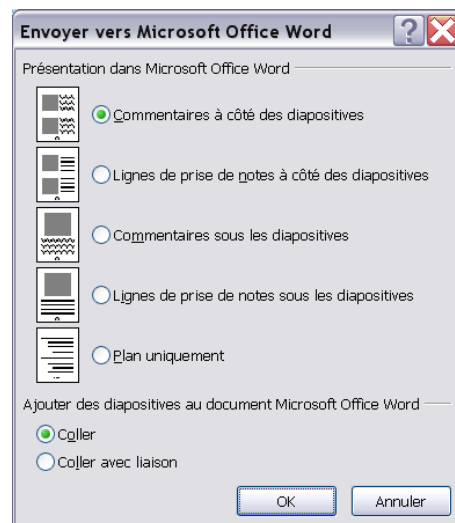 Envoyer vers Microsoft Office Word
Présentation dans Microsoft Office Word
Commentaires à côté des diapositives
Lignes de prise de notes à côté des diapositives
Commentaires sous les diapositives
Lignes de prise de notes sous les diapositives
Plan uniquement
Ajouter des diapositives au document Microsoft Office Word
Coller
Coller avec liaison
OK
Annuler